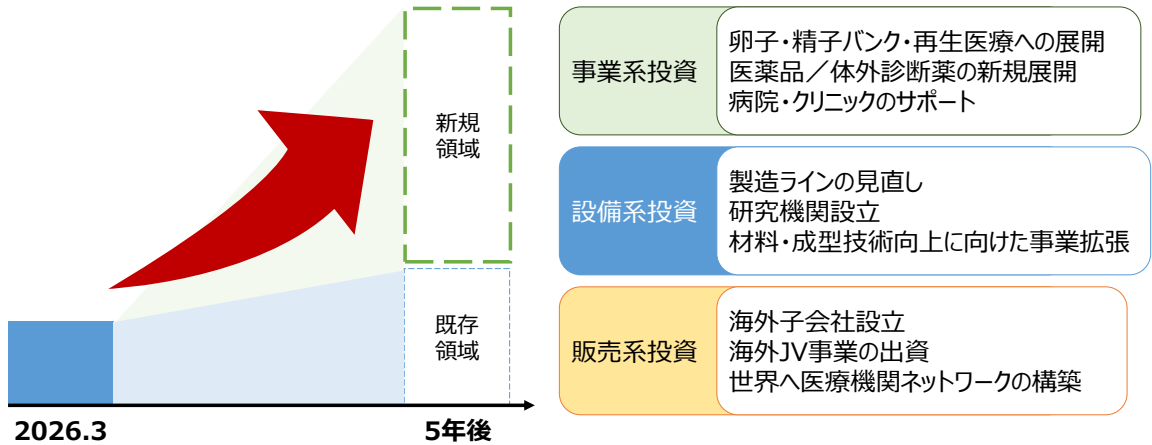 新規
領域
既存
領域
2026.3
5年後
事業系投資
卵子・精子バンク・再生医療への展開
医薬品／体外診断薬の新規展開
病院・クリニックのサポート
設備系投資
製造ラインの見直し
研究機関設立
材料・成型技術向上に向けた事業拡張
販売系投資
海外子会社設立
海外JV事業の出資
世界へ医療機関ネットワークの構築